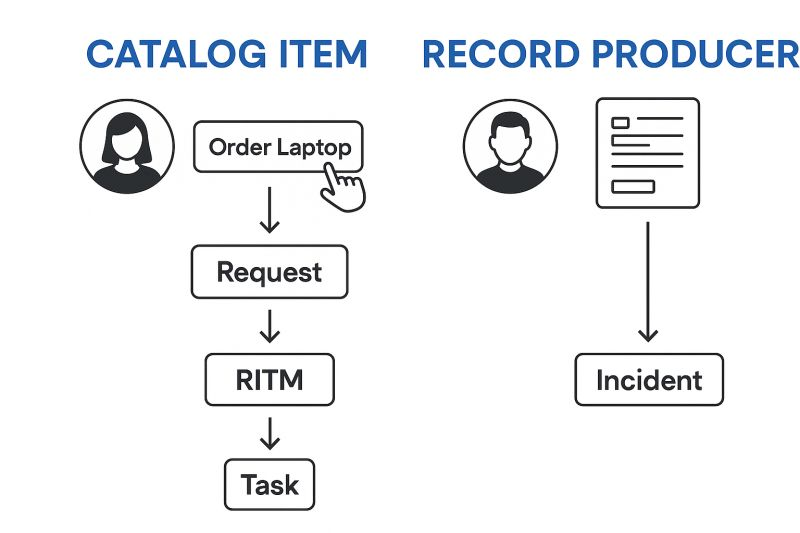 CATALOG ITEM
Order Laptop
Request
RITM
Task
RECORD PRODUCER
Incident